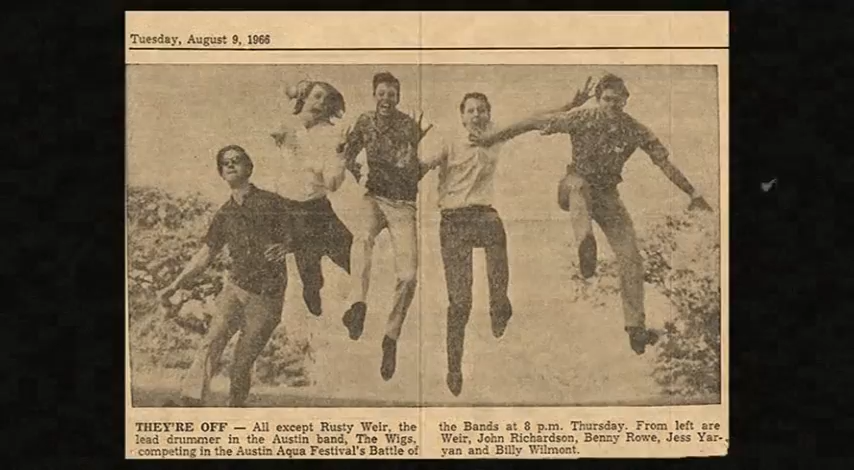 Tuesday, August 9, 1966
THEY'RE OFF — All except Rusty Weir, the
lead drummer in the Austin band, The Wigs,
competing in the Austin Aqua Festival's Battle of
the Bands at 8 p.m. Thursday. From left are
Weir, John Richardson, Benny Rowe, Jess Yar-
yan and Billy Wilmont.